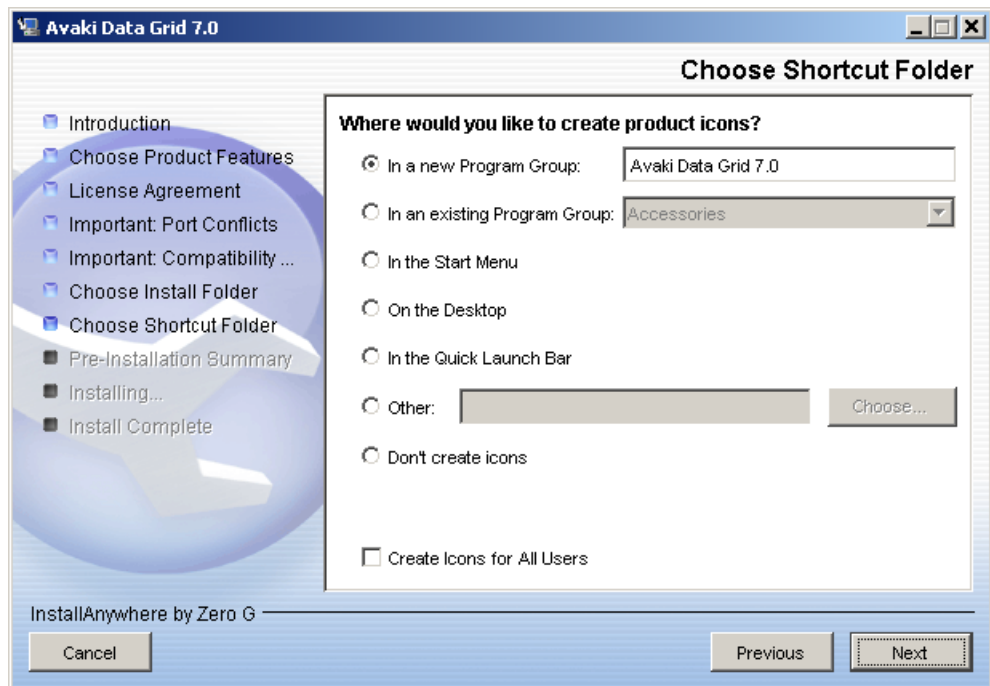 Avaki Data Grid 7.0
Choose Shortcut Folder
Introduction
Choose Product Features
License Agreement
Important: Port Conflicts
Important: Compatibility ...
Choose Install Folder
Choose Shortcut Folder
Pre-Installation Summary
Installing...
Install Complete
Where would you like to create product icons?
In a new Program Group: Avaki Data Grid 7.0
In an existing Program Group: Accessories
In the Start Menu
On the Desktop
In the Quick Launch Bar
Other: Choose...
Don't create icons
Create Icons for All Users
InstallAnywhere by Zero G
Cancel Previous Next